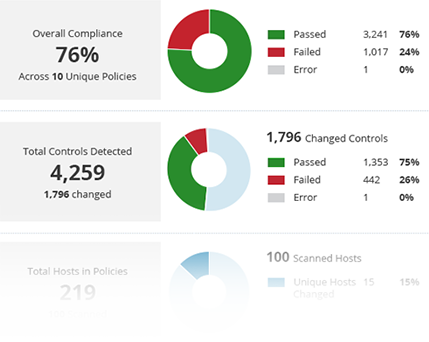 Overall Compliance
76%
Across 10 Unique Policies
Passed 3,241 76%
Failed 1,017 24%
Error 1 0%
Total Controls Detected
4,259
1,796 changed
1,796 Changed Controls
Passed 1,353 75%
Failed 442 26%
Error 1 0%
Total Hosts in Policies
219
100 Scanned Hosts
Unique Hosts 15 15%
Changed